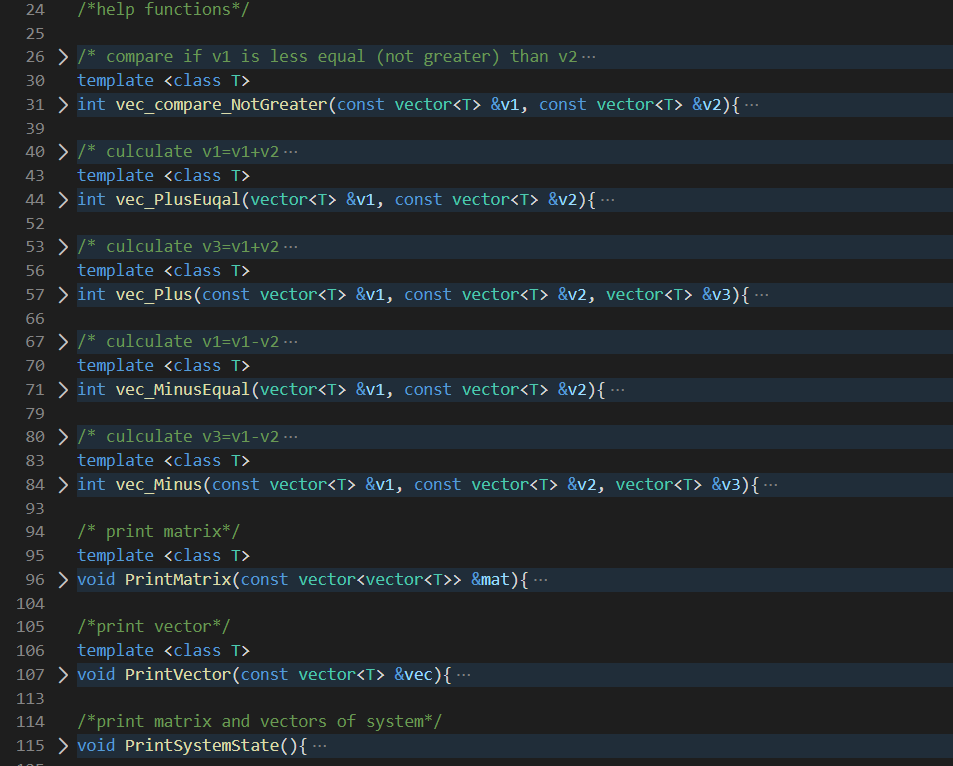 24 /*help functions*/
25
26 > /* compare if v1 is less equal (not greater) than v2 ···
30 template <class T>
31 > int vec_compare_NotGreater(const vector<T> &v1, const vector<T> &v2){ ···
39
40 > /* culculate v1=v1+v2 ···
43 template <class T>
44 > int vec_PlusEuqal(vector<T> &v1, const vector<T> &v2){ ···
52
53 > /* culculate v3=v1+v2 ···
56 template <class T>
57 > int vec_Plus(const vector<T> &v1, const vector<T> &v2, vector<T> &v3){ ···
66
67 > /* culculate v1=v1-v2 ···
70 template <class T>
71 > int vec_MinusEqual(vector<T> &v1, const vector<T> &v2){ ···
79
80 > /* culculate v3=v1-v2 ···
83 template <class T>
84 > int vec_Minus(const vector<T> &v1, const vector<T> &v2, vector<T> &v3){ ···
93
94 /* print matrix*/
95 template <class T>
96 > void PrintMatrix(const vector<vector<T>> &mat){ ···
104
105 /*print vector*/
106 template <class T>
107 > void PrintVector(const vector<T> &vec){ ···
113
114 /*print matrix and vectors of system*/
115 > void PrintSystemState(){ ···